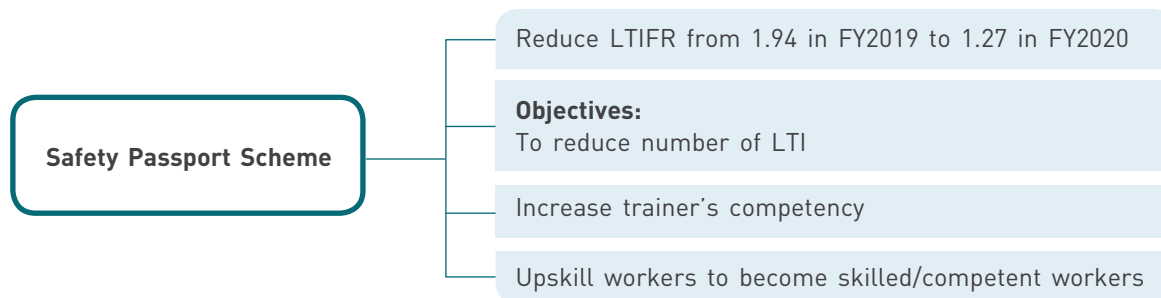 Safety Passport Scheme
Reduce LTIFR from 1.94 in FY2019 to 1.27 in FY2020
Objectives:
To reduce number of LTI
Increase trainer's competency
Upskill workers to become skilled/competent workers